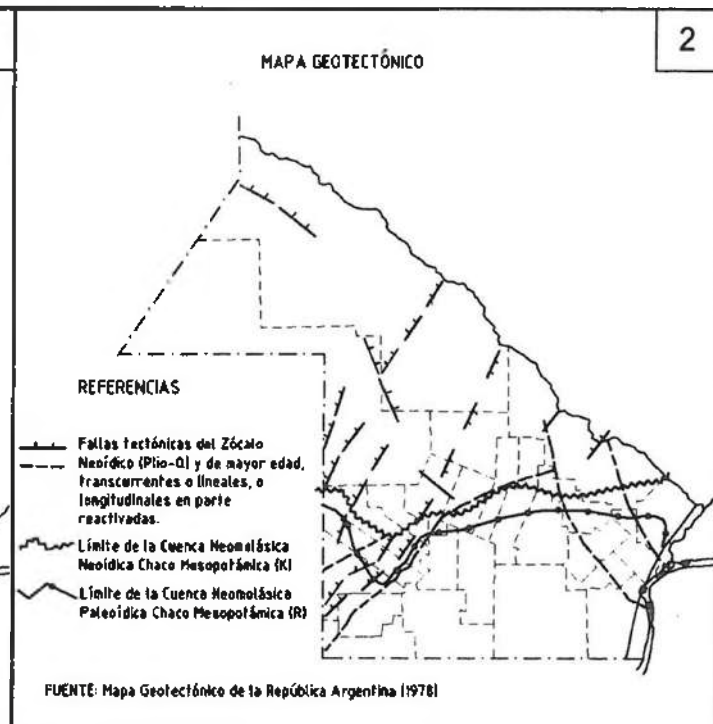 2
MAPA GEOTECTÓNICO
REFERENCIAS
Fallas tectónicas del Zócalo
Neoídico (Plio-Q) y de mayor edad,
transcurrentes o lineales, o
longitudinales en parte
reactivadas.
Límite de la Cuenca Neomolásica
Neoídica Chaco Mesopotámica (K)
Límite de la Cuenca Neomolásica
Paleoídica Chaco Mesopotámica (R)
FUENTE: Mapa Geotectónico de la República Argentina (1978)